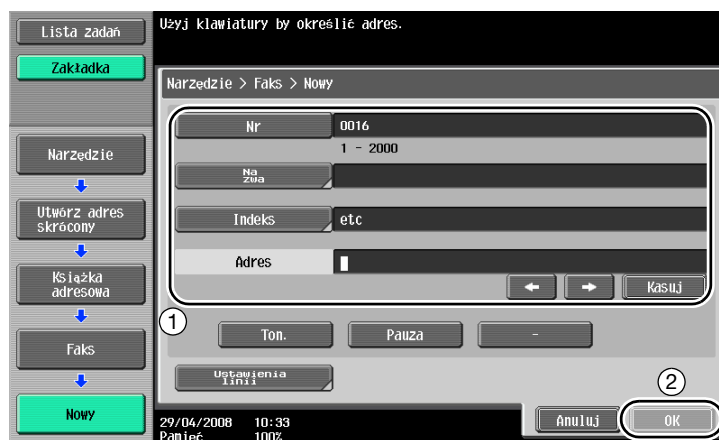 Lista zadań
Użyj klawiatury by określić adres.
Zakładka
Narzędzie > Faks > Nowy
Nr
0016
1 - 2000
Narzędzie
Na
zwa
Utwórz adres
skrócony
Indeks
etc
Adres
Książka
adresowa
Kasuj
1
Ton.
Pauza
-
Faks
Ustawienia
linii
2
Nowy
Anuluj
OK
29/04/2008 10:33
Pamięć 100%